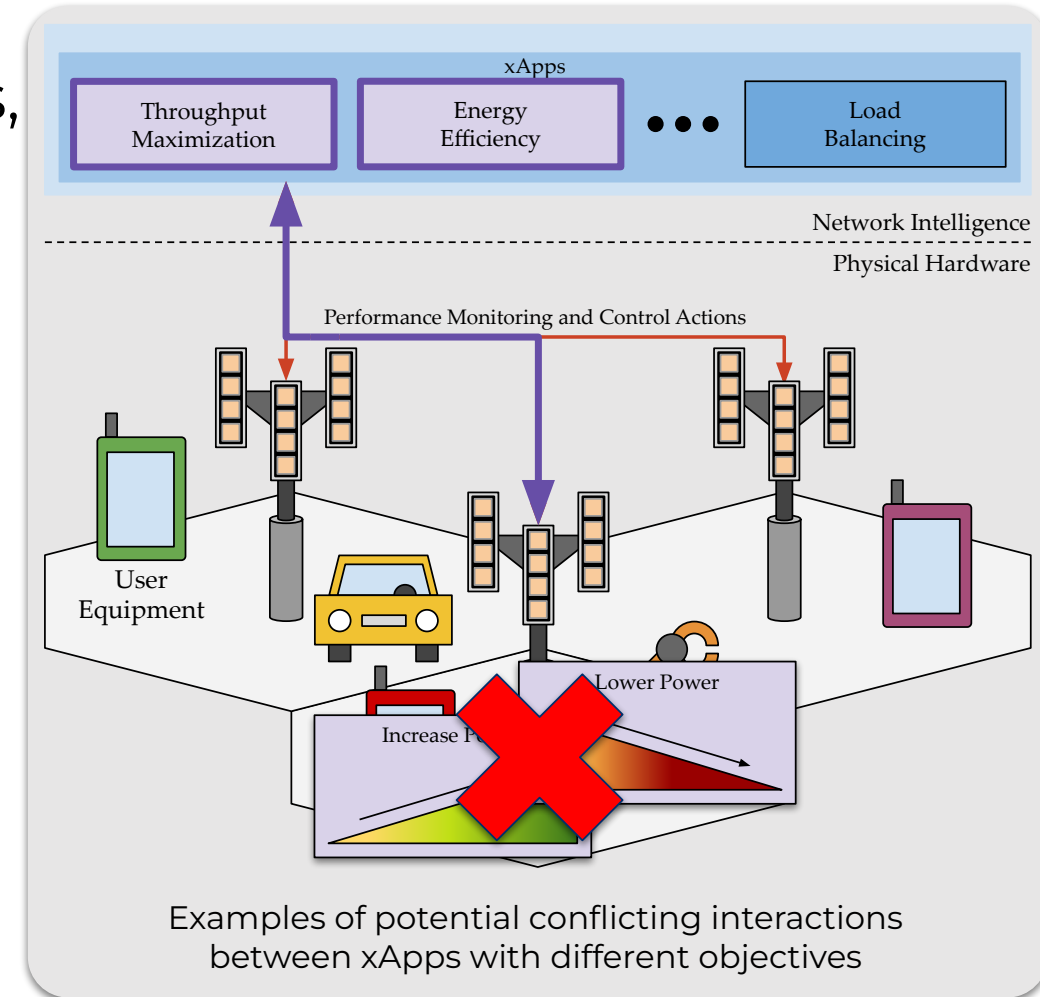 s,
xApps
Throughput
Maximization
Energy
Efficiency
Load
Balancing
Network Intelligence
Physical Hardware
Performance Monitoring and Control Actions
User
Equipment
Lower Power
Increase
Examples of potential conflicting interactions
between xApps with different objectives